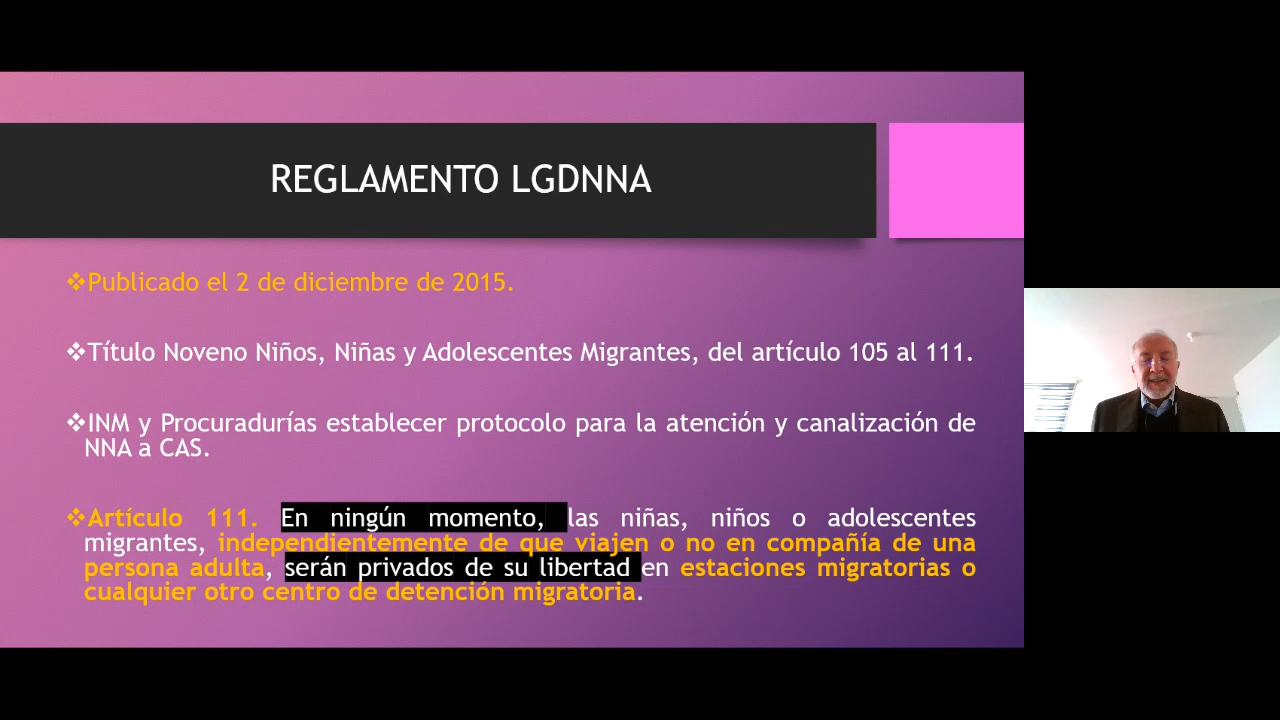 REGLAMENTO LGDNNA
❖Publicado el 2 de diciembre de 2015.
❖Título Noveno Niños, Niñas y Adolescentes Migrantes, del artículo 105 al 111.
❖INM y Procuradurías establecer protocolo para la atención y canalización de
NNA a CAS.
❖Artículo 111. En ningún momento, las niñas, niños o adolescentes
migrantes, independientemente de que viajen o no en compañía de una
persona adulta, serán privados de su libertad en estaciones migratorias o
cualquier otro centro de detención migratoria.